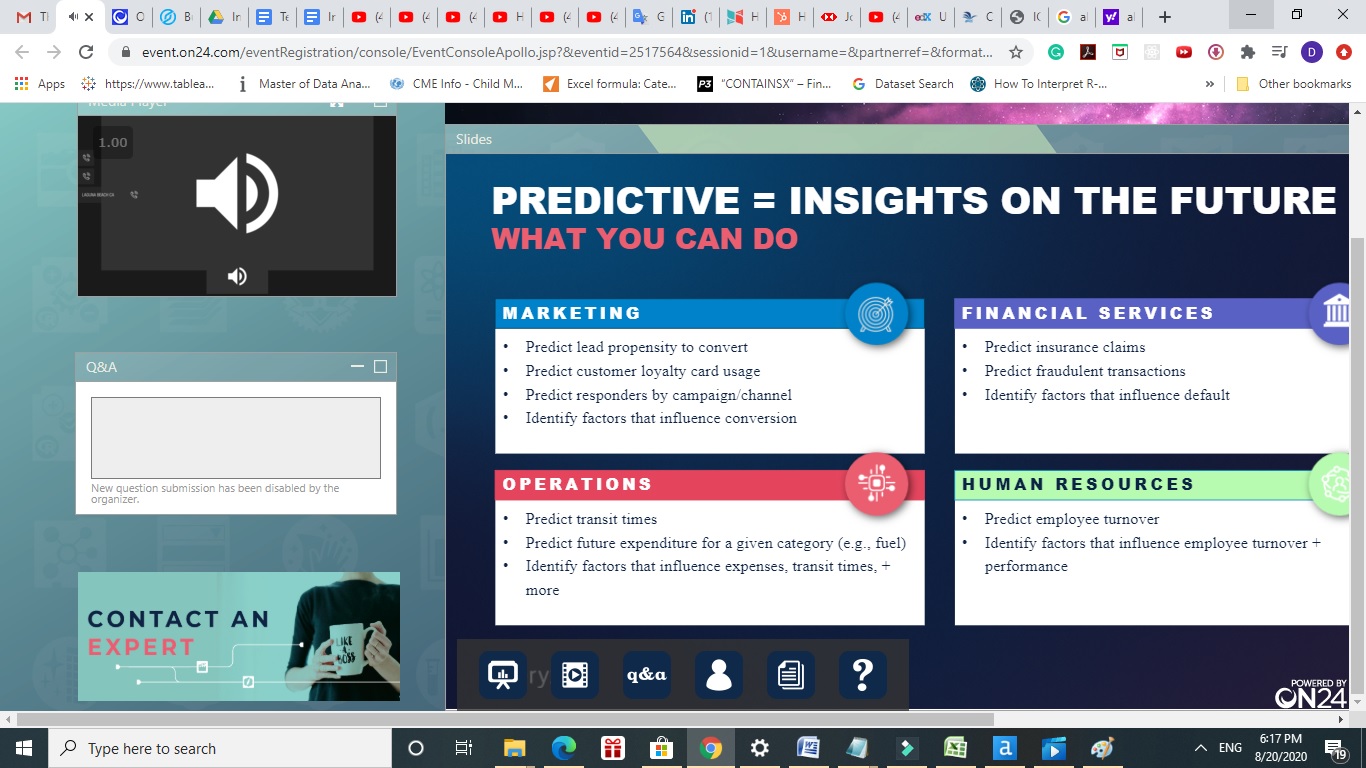 event.on24.com/eventRegistration/console/EventConsoleApollo.jsp?&eventid=2517564&sessionid=1&username=&partnerref=&format...
Apps
https://www.tablea...
Master of Data Ana...
CME Info - Child M...
Excel formula: Cate...
"CONTAINSX" – Fin...
Dataset Search
How To Interpret R-...
»
Other bookmarks
Media Player
1.00
LAGUNA BEACH CA
Q&A
New question submission has been disabled by the
organizer.
CONTACT AN
EXPERT
LIKE
A
BOSS
Slides
PREDICTIVE = INSIGHTS ON THE FUTURE
WHAT YOU CAN DO
MARKETING
• Predict lead propensity to convert
• Predict customer loyalty card usage
• Predict responders by campaign/channel
• Identify factors that influence conversion
FINANCIAL SERVICES
• Predict insurance claims
• Predict fraudulent transactions
• Identify factors that influence default
OPERATIONS
• Predict transit times
• Predict future expenditure for a given category (e.g., fuel)
• Identify factors that influence expenses, transit times, +
more
HUMAN RESOURCES
• Predict employee turnover
• Identify factors that influence employee turnover +
performance
ry
q&a
?
POWERED BY
ON24
Type here to search
ENG
6:17 PM
8/20/2020
19